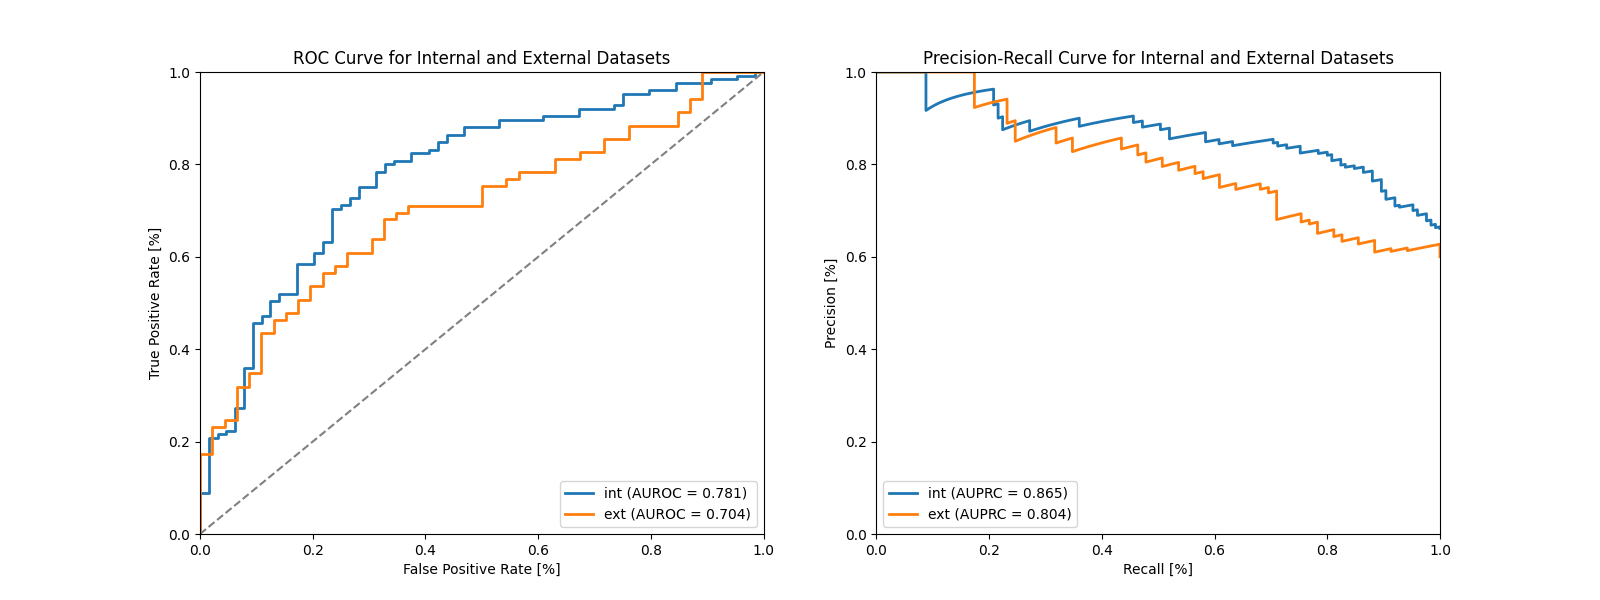 ROC Curve for Internal and External Datasets
1.0
0.8
0.6
0.4
0.2
0.0
True Positive Rate [%]
int (AUROC = 0.781)
ext (AUROC = 0.704)
0.0 0.2 0.4 0.6 0.8 1.0
False Positive Rate [%]
Precision-Recall Curve for Internal and External Datasets
1.0
0.8
0.6
0.4
0.2
0.0
Precision [%]
int (AUPRC = 0.865)
ext (AUPRC = 0.804)
0.0 0.2 0.4 0.6 0.8 1.0
Recall [%]